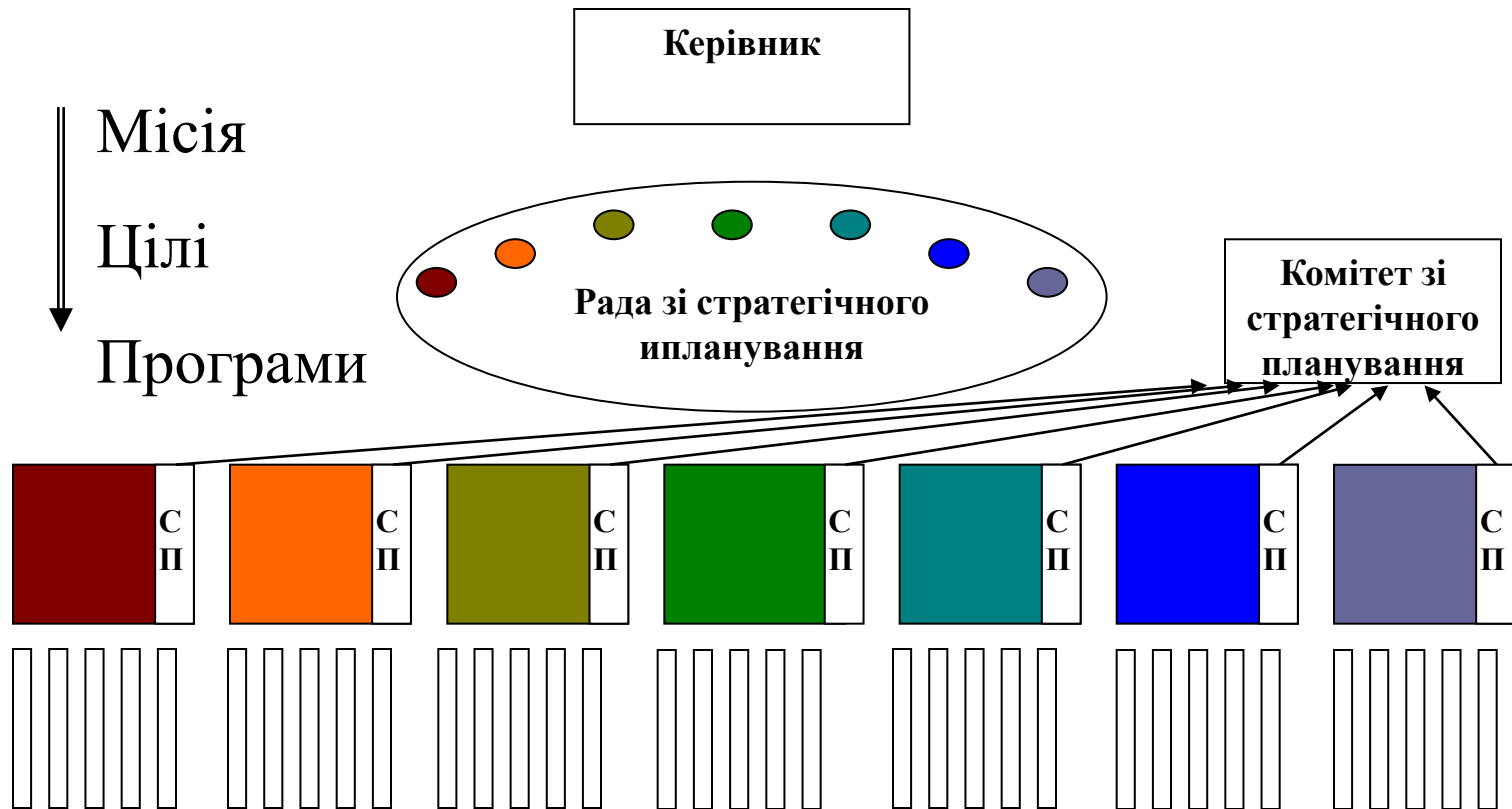 Керівник
Місія
Цілі
Програми
Рада зі стратегічного
ипланування
Комітет зі
стратегічного
планування
С
П
С
П
С
П
С
П
С
П
С
П
С
П